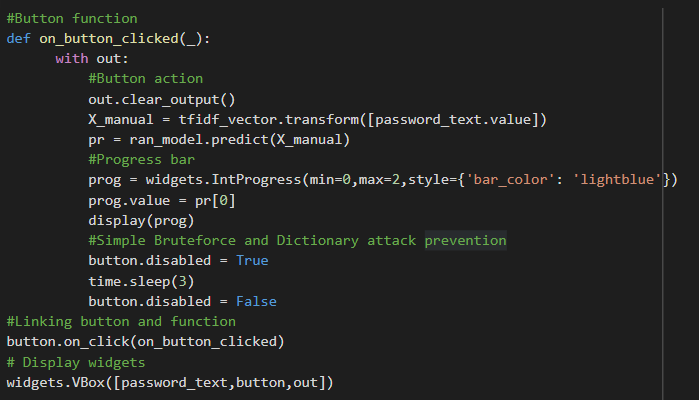 #Button function
def on_button_clicked(_):
      with out:
          #Button action
          out.clear_output()
          X_manual = tfidf_vector.transform([password_text.value])
          pr = ran_model.predict(X_manual)
          #Progress bar
          prog = widgets.IntProgress(min=0,max=2,style={'bar_color': 'lightblue'})
          prog.value = pr[0]
          display(prog)
          #Simple Bruteforce and Dictionary attack prevention
          button.disabled = True
          time.sleep(3)
          button.disabled = False
#Linking button and function
button.on_click(on_button_clicked)
# Display widgets
widgets.VBox([password_text,button,out])